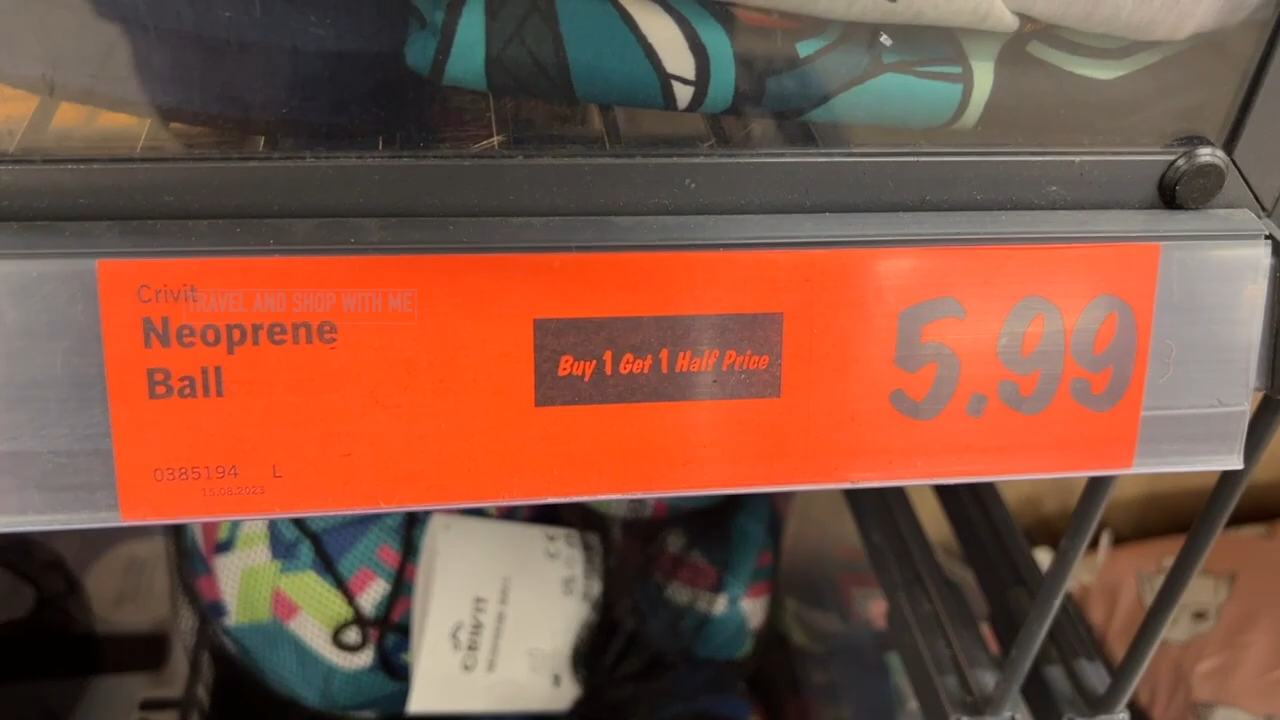 Crivit
TRAVEL AND SHOP WITH ME
Neoprene
Ball
Buy 1 Get 1 Half Price
5.99
0385194 L
15.08.2023
CRIVIT